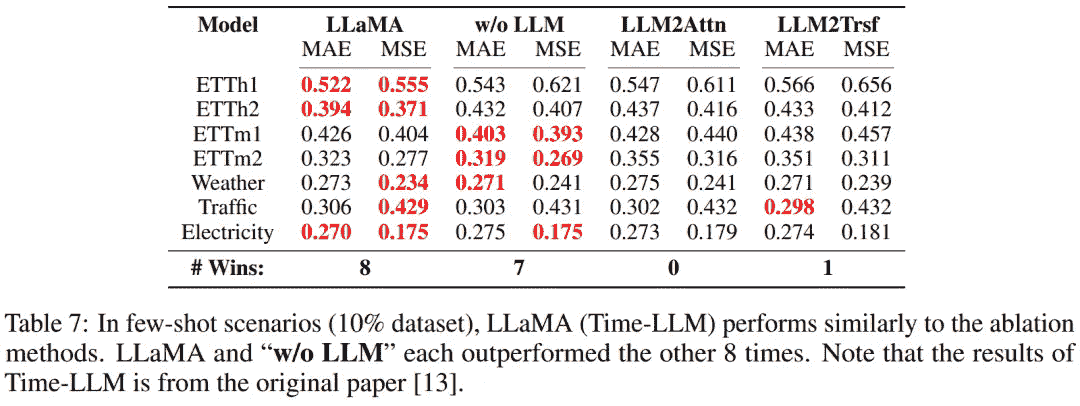 Model LLaMA w/o LLM LLM2Attn LLM2Trsf
MAE MSE MAE MSE MAE MSE MAE MSE
ETTh1 0.522 0.555 0.543 0.621 0.547 0.611 0.566 0.656
ETTh2 0.394 0.371 0.432 0.407 0.437 0.416 0.433 0.412
ETTm1 0.426 0.404 0.403 0.393 0.428 0.440 0.438 0.457
ETTm2 0.323 0.277 0.319 0.269 0.355 0.316 0.351 0.311
Weather 0.273 0.234 0.271 0.241 0.275 0.241 0.271 0.239
Traffic 0.306 0.429 0.303 0.431 0.302 0.432 0.298 0.432
Electricity 0.270 0.175 0.275 0.175 0.273 0.179 0.274 0.181
# Wins: 8 7 0 1
Table 7: In few-shot scenarios (10% dataset), LLaMA (Time-LLM) performs similarly to the ablation
methods. LLaMA and “w/o LLM” each outperformed the other 8 times. Note that the results of
Time-LLM is from the original paper [13].